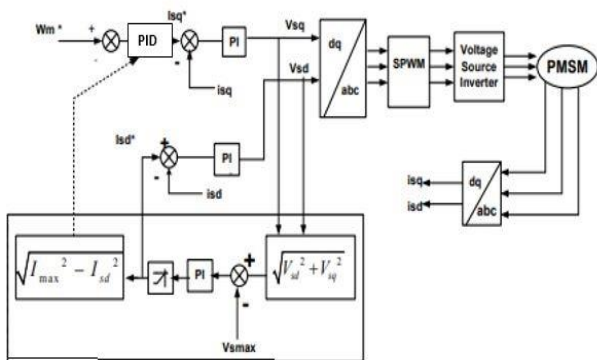 Wm *
+
.
PID
Isq*
-
isq
PI
Vsq
Vsd
dq
abc
SPWM
Voltage
Source
Inverter
PMSM
Isd*
+
-
isd
PI
isq
isd
dq
abc
√Imax² − Isd²
PI
+
-
Vsmax
√Vsd² + Vsq²